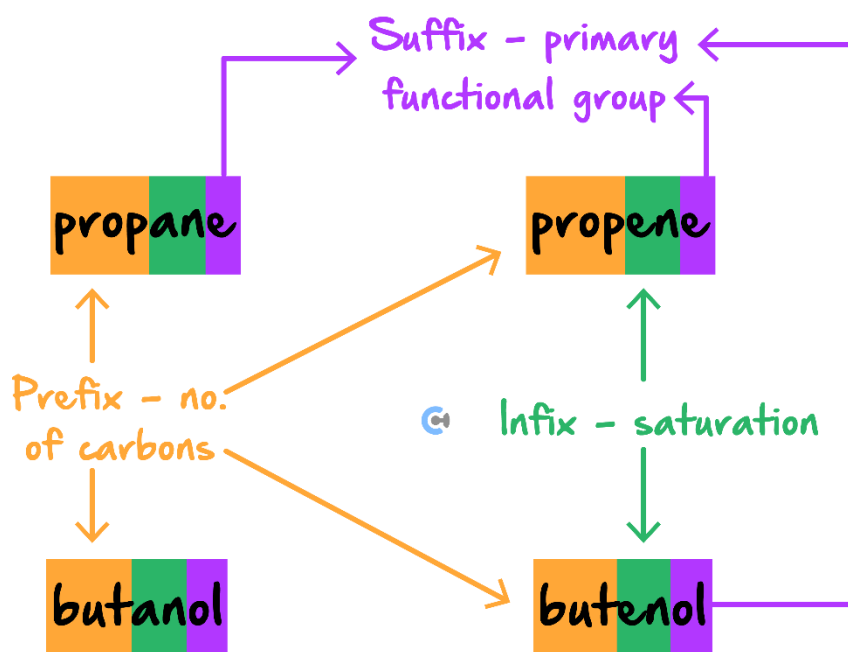 Suffix – primary
functional group
propane
propene
Prefix – no.
of carbons
Infix – saturation
butanol
butenol